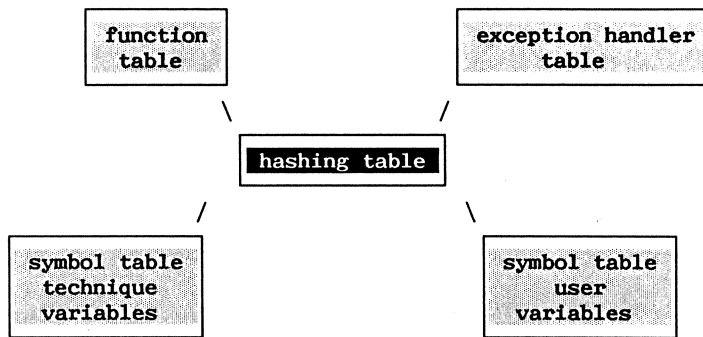 function
table
exception handler
table
hashing table
symbol table
technique
variables
symbol table
user
variables